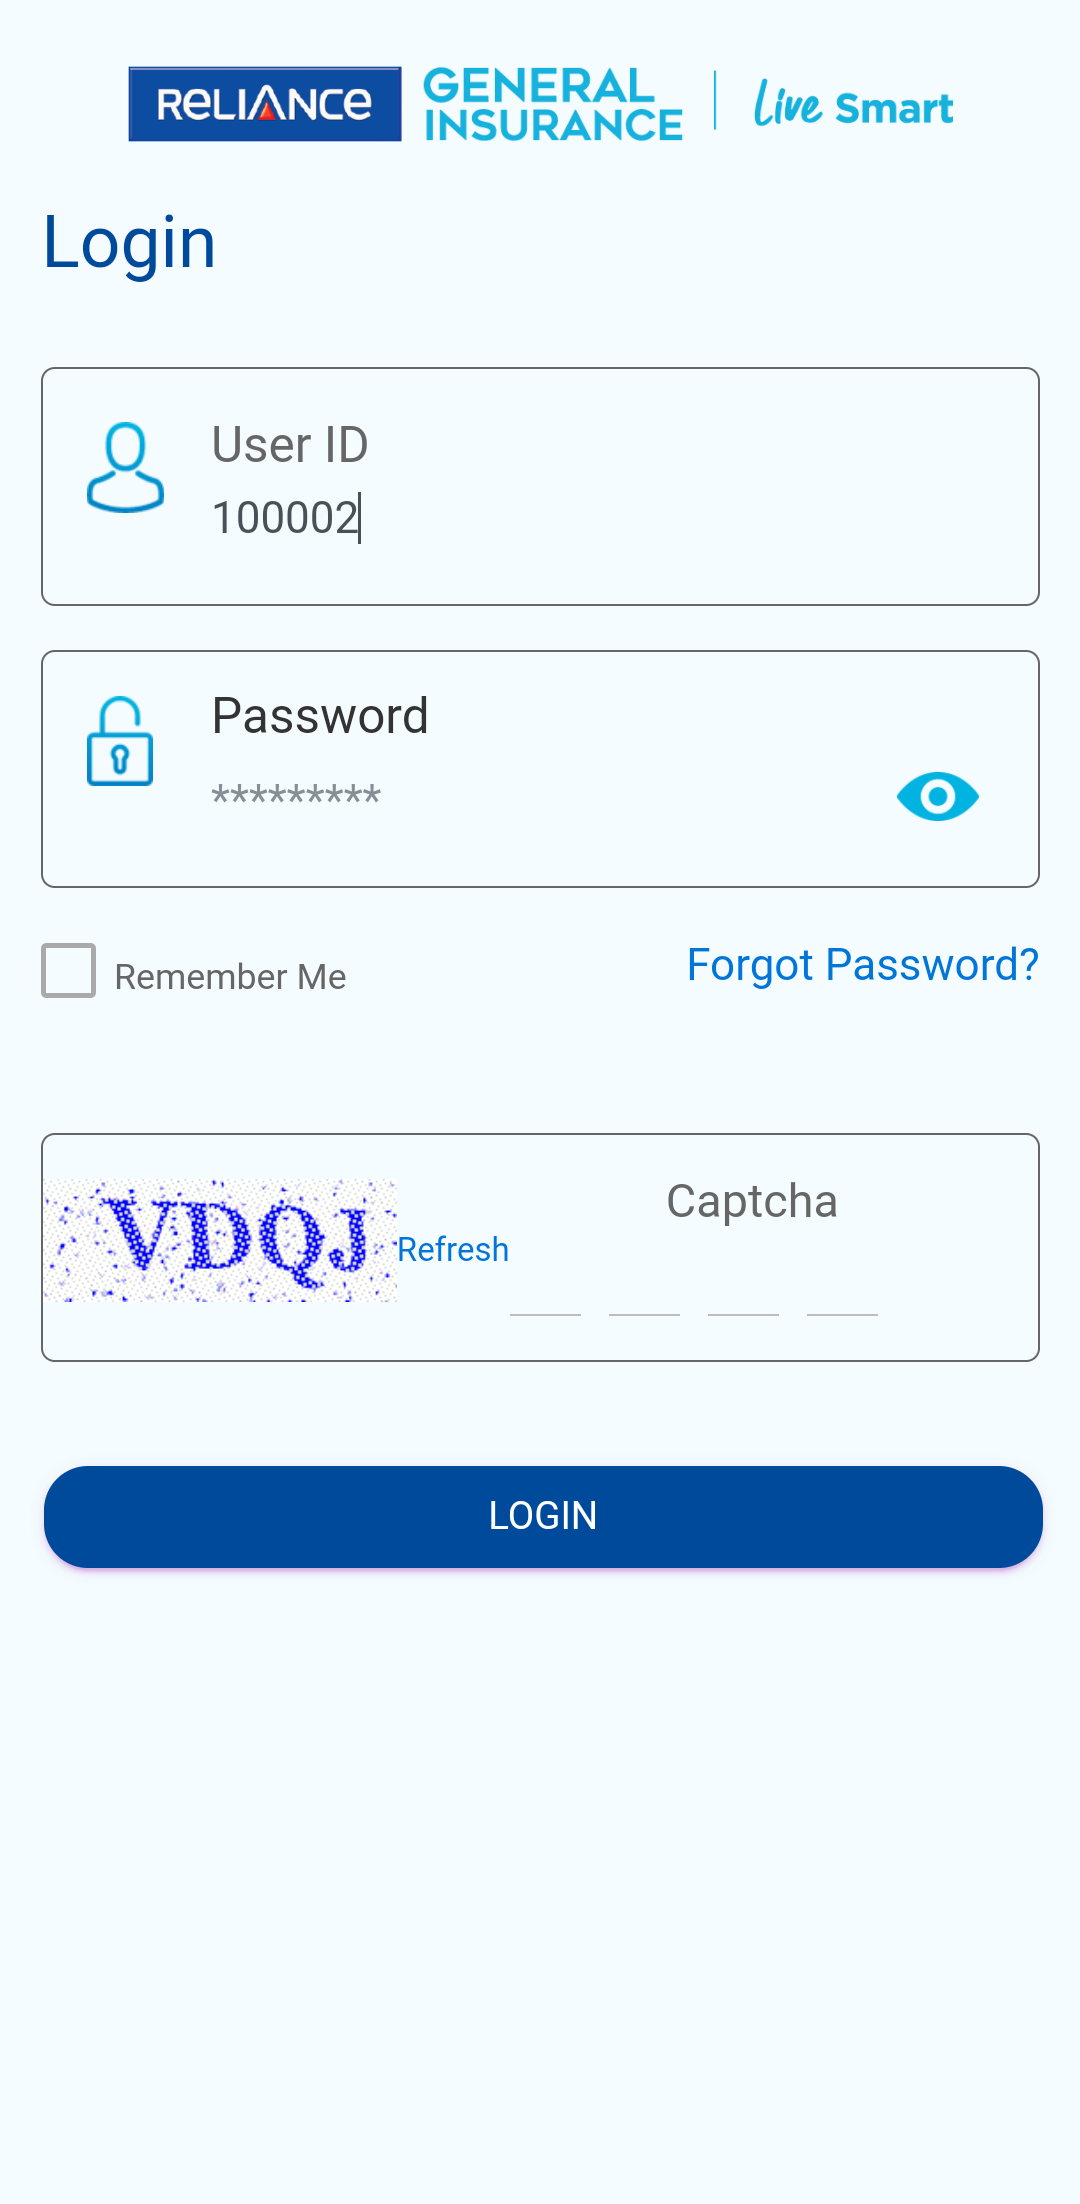 RELIANCE GENERAL INSURANCE Live Smart
Login
User ID
100002
Password
*********
Remember Me
Forgot Password?
VDQJ
Refresh
Captcha
LOGIN